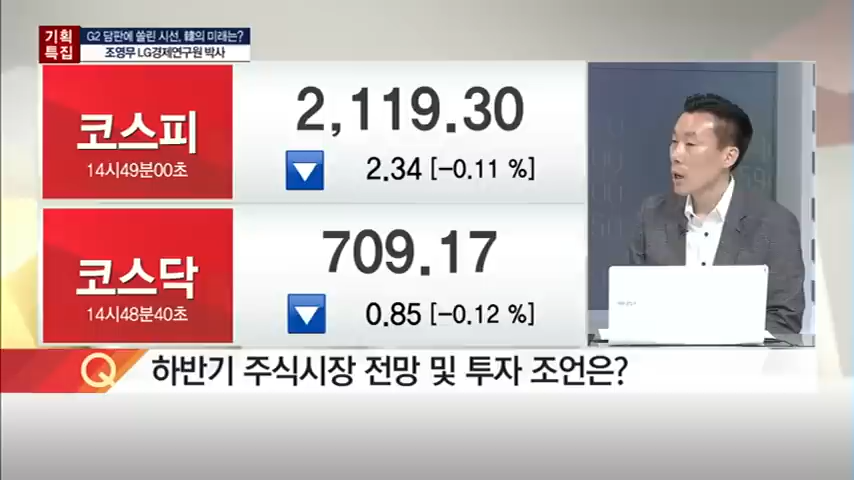 기획
특집
G2 담판에 쏠린 시선, 韓의 미래는?
조영무 LG경제연구원 박사
코스피
14시49분00초
2,119.30
2.34 [-0.11 %]
코스닥
14시48분40초
709.17
0.85 [-0.12 %]
Q 하반기 주식시장 전망 및 투자 조언은?